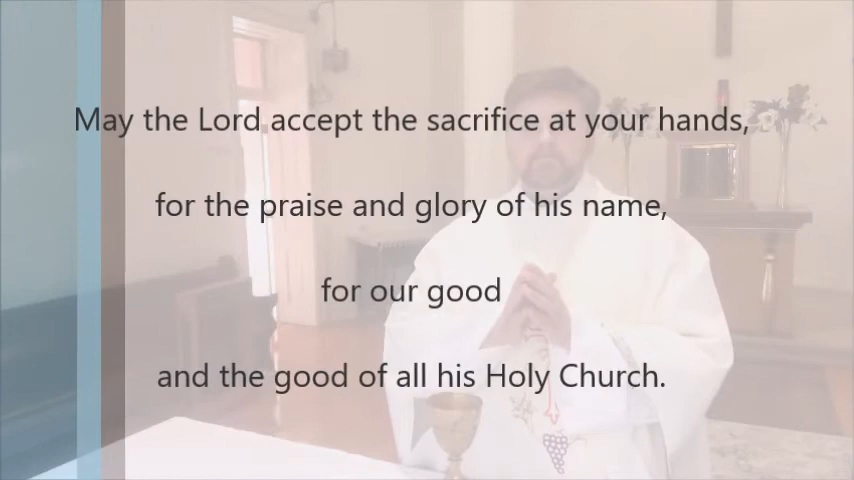 May the Lord accept the sacrifice at your hands,
for the praise and glory of his name,
for our good
and the good of all his Holy Church.